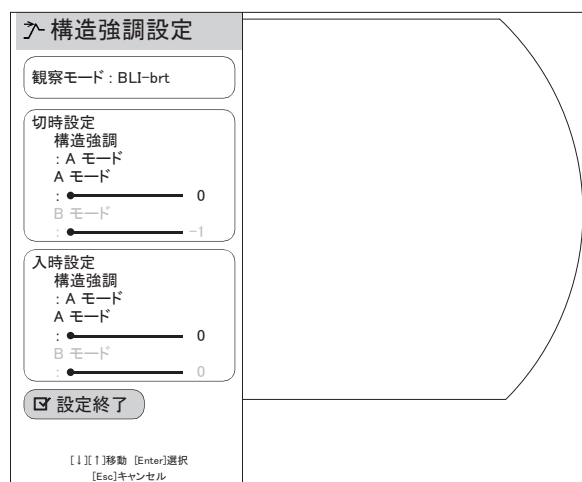 構造強調設定
観察モード : BLI-brt
切時設定
構造強調
: A モード
A モード
: 0
B モード
: -1
入時設定
構造強調
: A モード
A モード
: 0
B モード
: 0
設定終了
[↓][↑]移動 [Enter]選択
[Esc]キャンセル